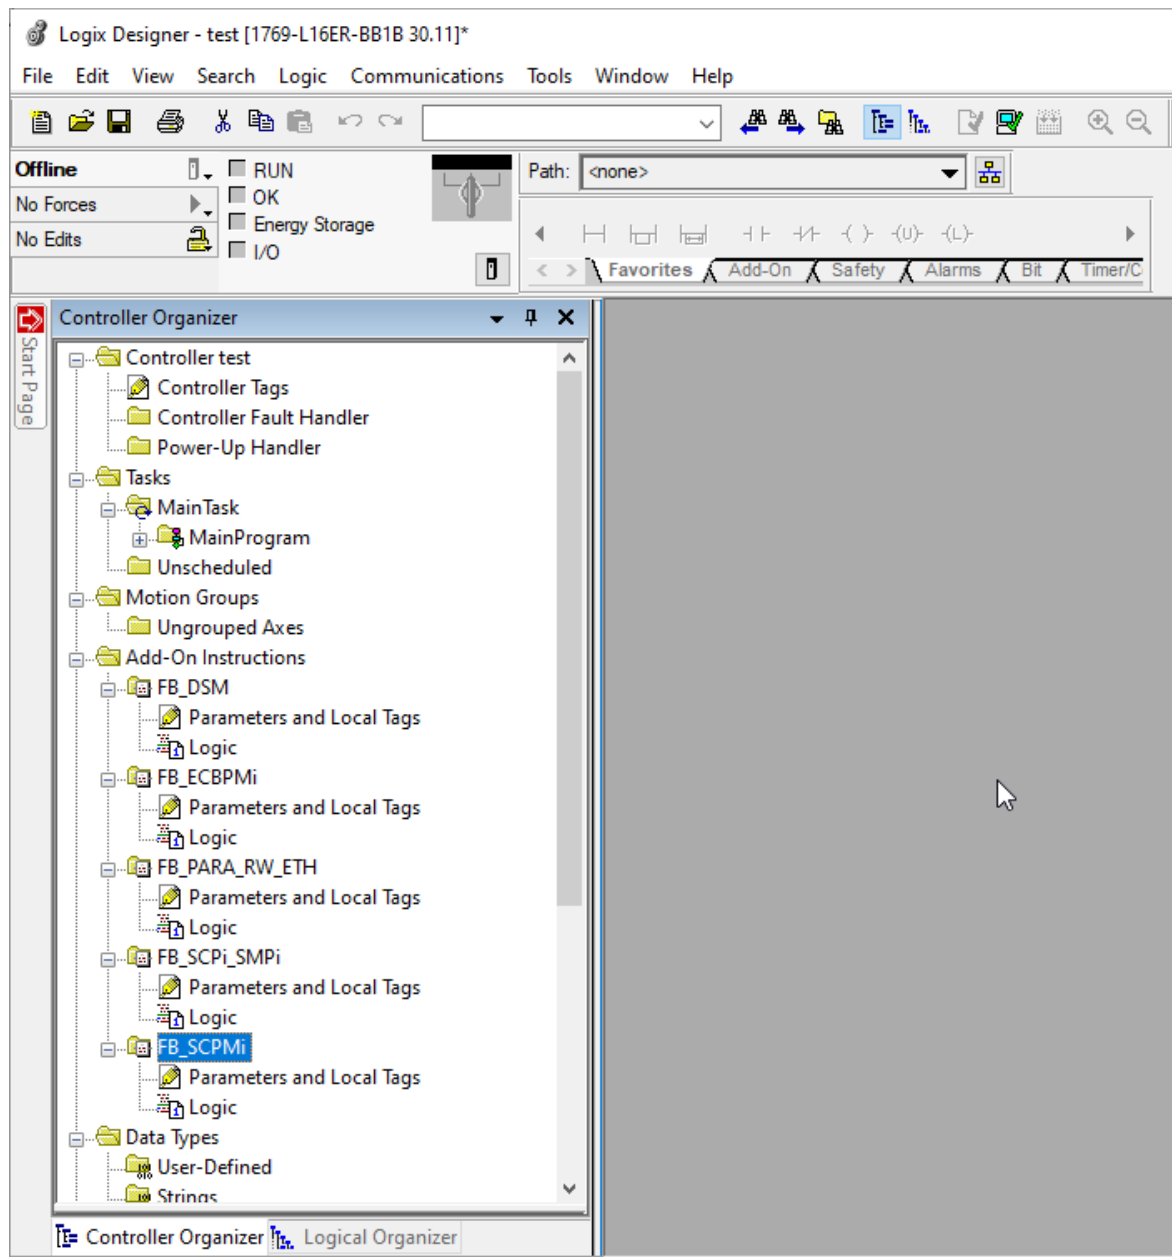 Logix Designer - test [1769-L16ER-BB1B 30.11]*
File Edit View Search Logic Communications Tools Window Help
Offline
RUN
Path: <none>
No Forces
OK
Energy Storage
No Edits
I/O
Favorites Add-On Safety Alarms Bit Timer/C
Start Page
Controller Organizer
Controller test
Controller Tags
Controller Fault Handler
Power-Up Handler
Tasks
MainTask
MainProgram
Unscheduled
Motion Groups
Ungrouped Axes
Add-On Instructions
FB_DSM
Parameters and Local Tags
Logic
FB_ECBPMi
Parameters and Local Tags
Logic
FB_PARA_RW_ETH
Parameters and Local Tags
Logic
FB_SCPi_SMPi
Parameters and Local Tags
Logic
FB_SCPMi
Parameters and Local Tags
Logic
Data Types
User-Defined
Strings
Controller Organizer Logical Organizer